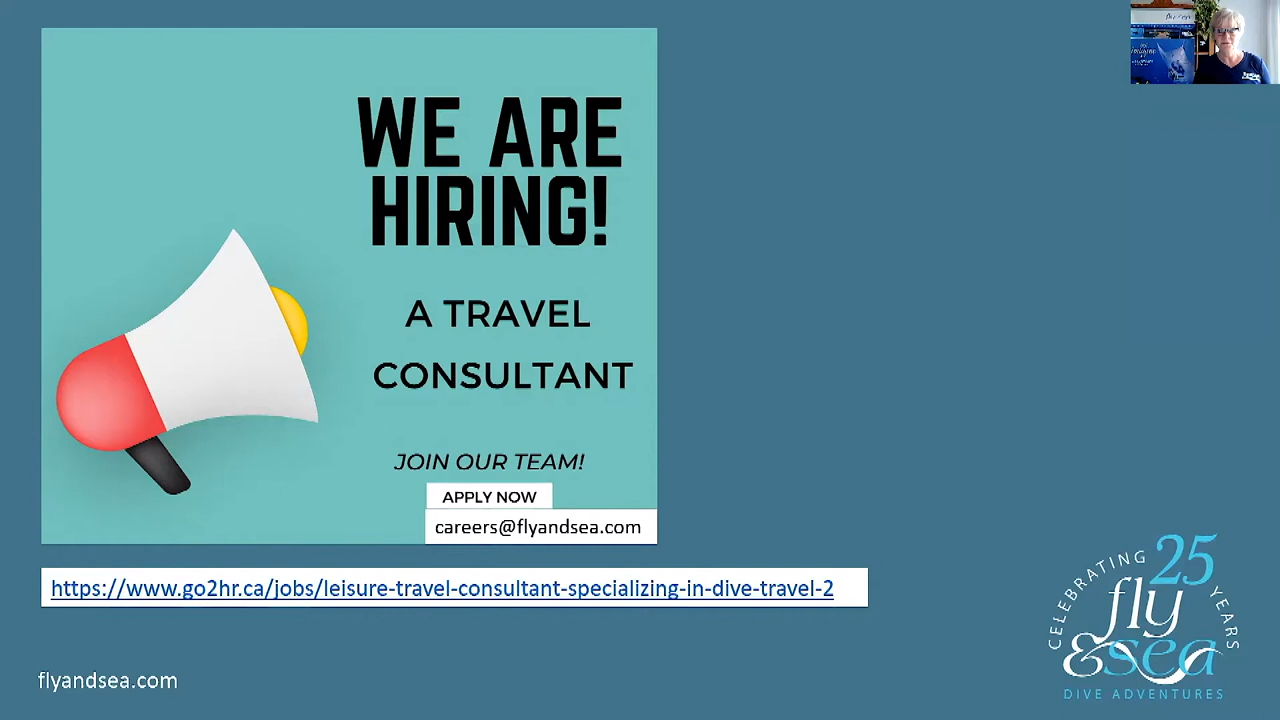 WE ARE
HIRING!
A TRAVEL
CONSULTANT
JOIN OUR TEAM!
APPLY NOW
careers@flyandsea.com
https://www.go2hr.ca/jobs/leisure-travel-consultant-specializing-in-dive-travel-2
flyandsea.com
CELEBRATING 25 YEARS
fly
&sea
DIVE ADVENTURES